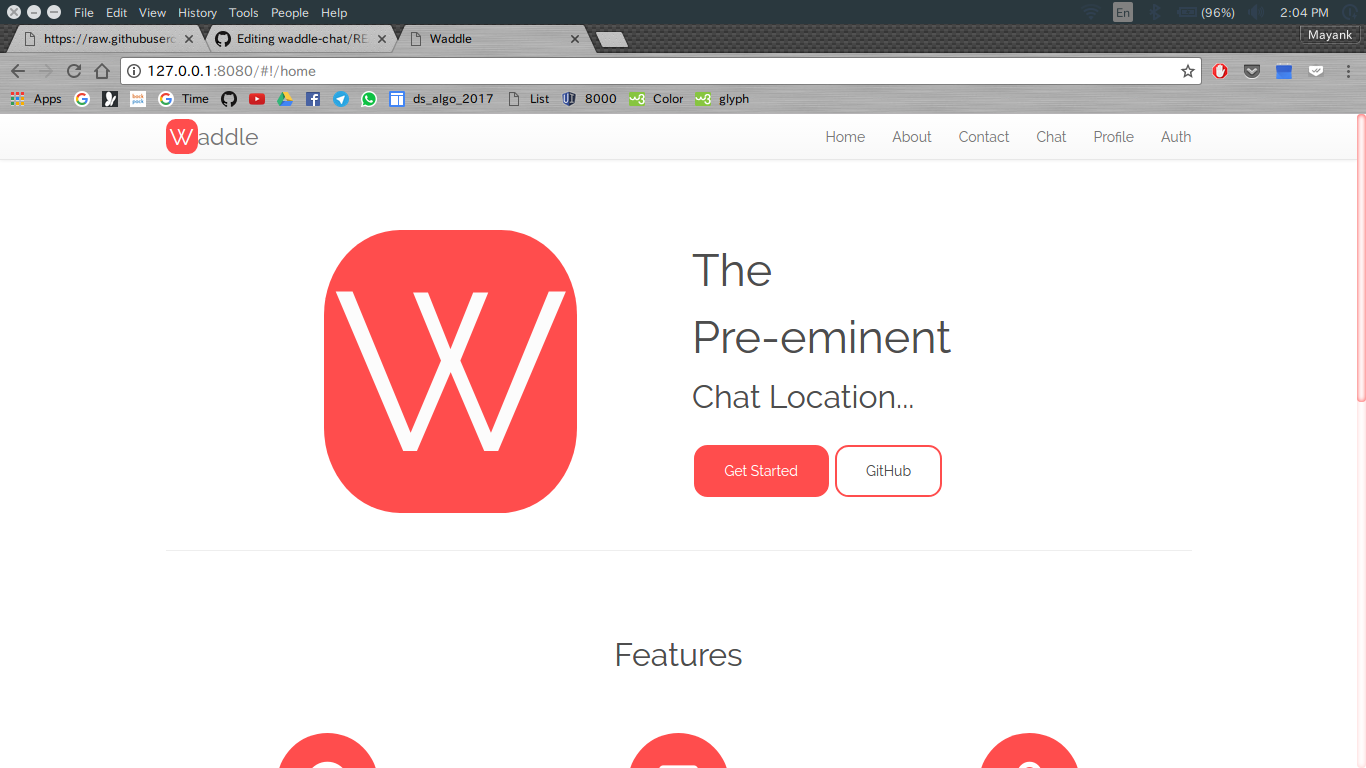 File Edit View History Tools People Help En (96%) 2:04 PM
https://raw.githubuserc Editing waddle-chat/RE Waddle Mayank
127.0.0.1:8080/#!/home
Apps Time ds_algo_2017 List 8000 Color glyph
Waddle Home About Contact Chat Profile Auth
W
The
Pre-eminent
Chat Location...
Get Started GitHub
Features